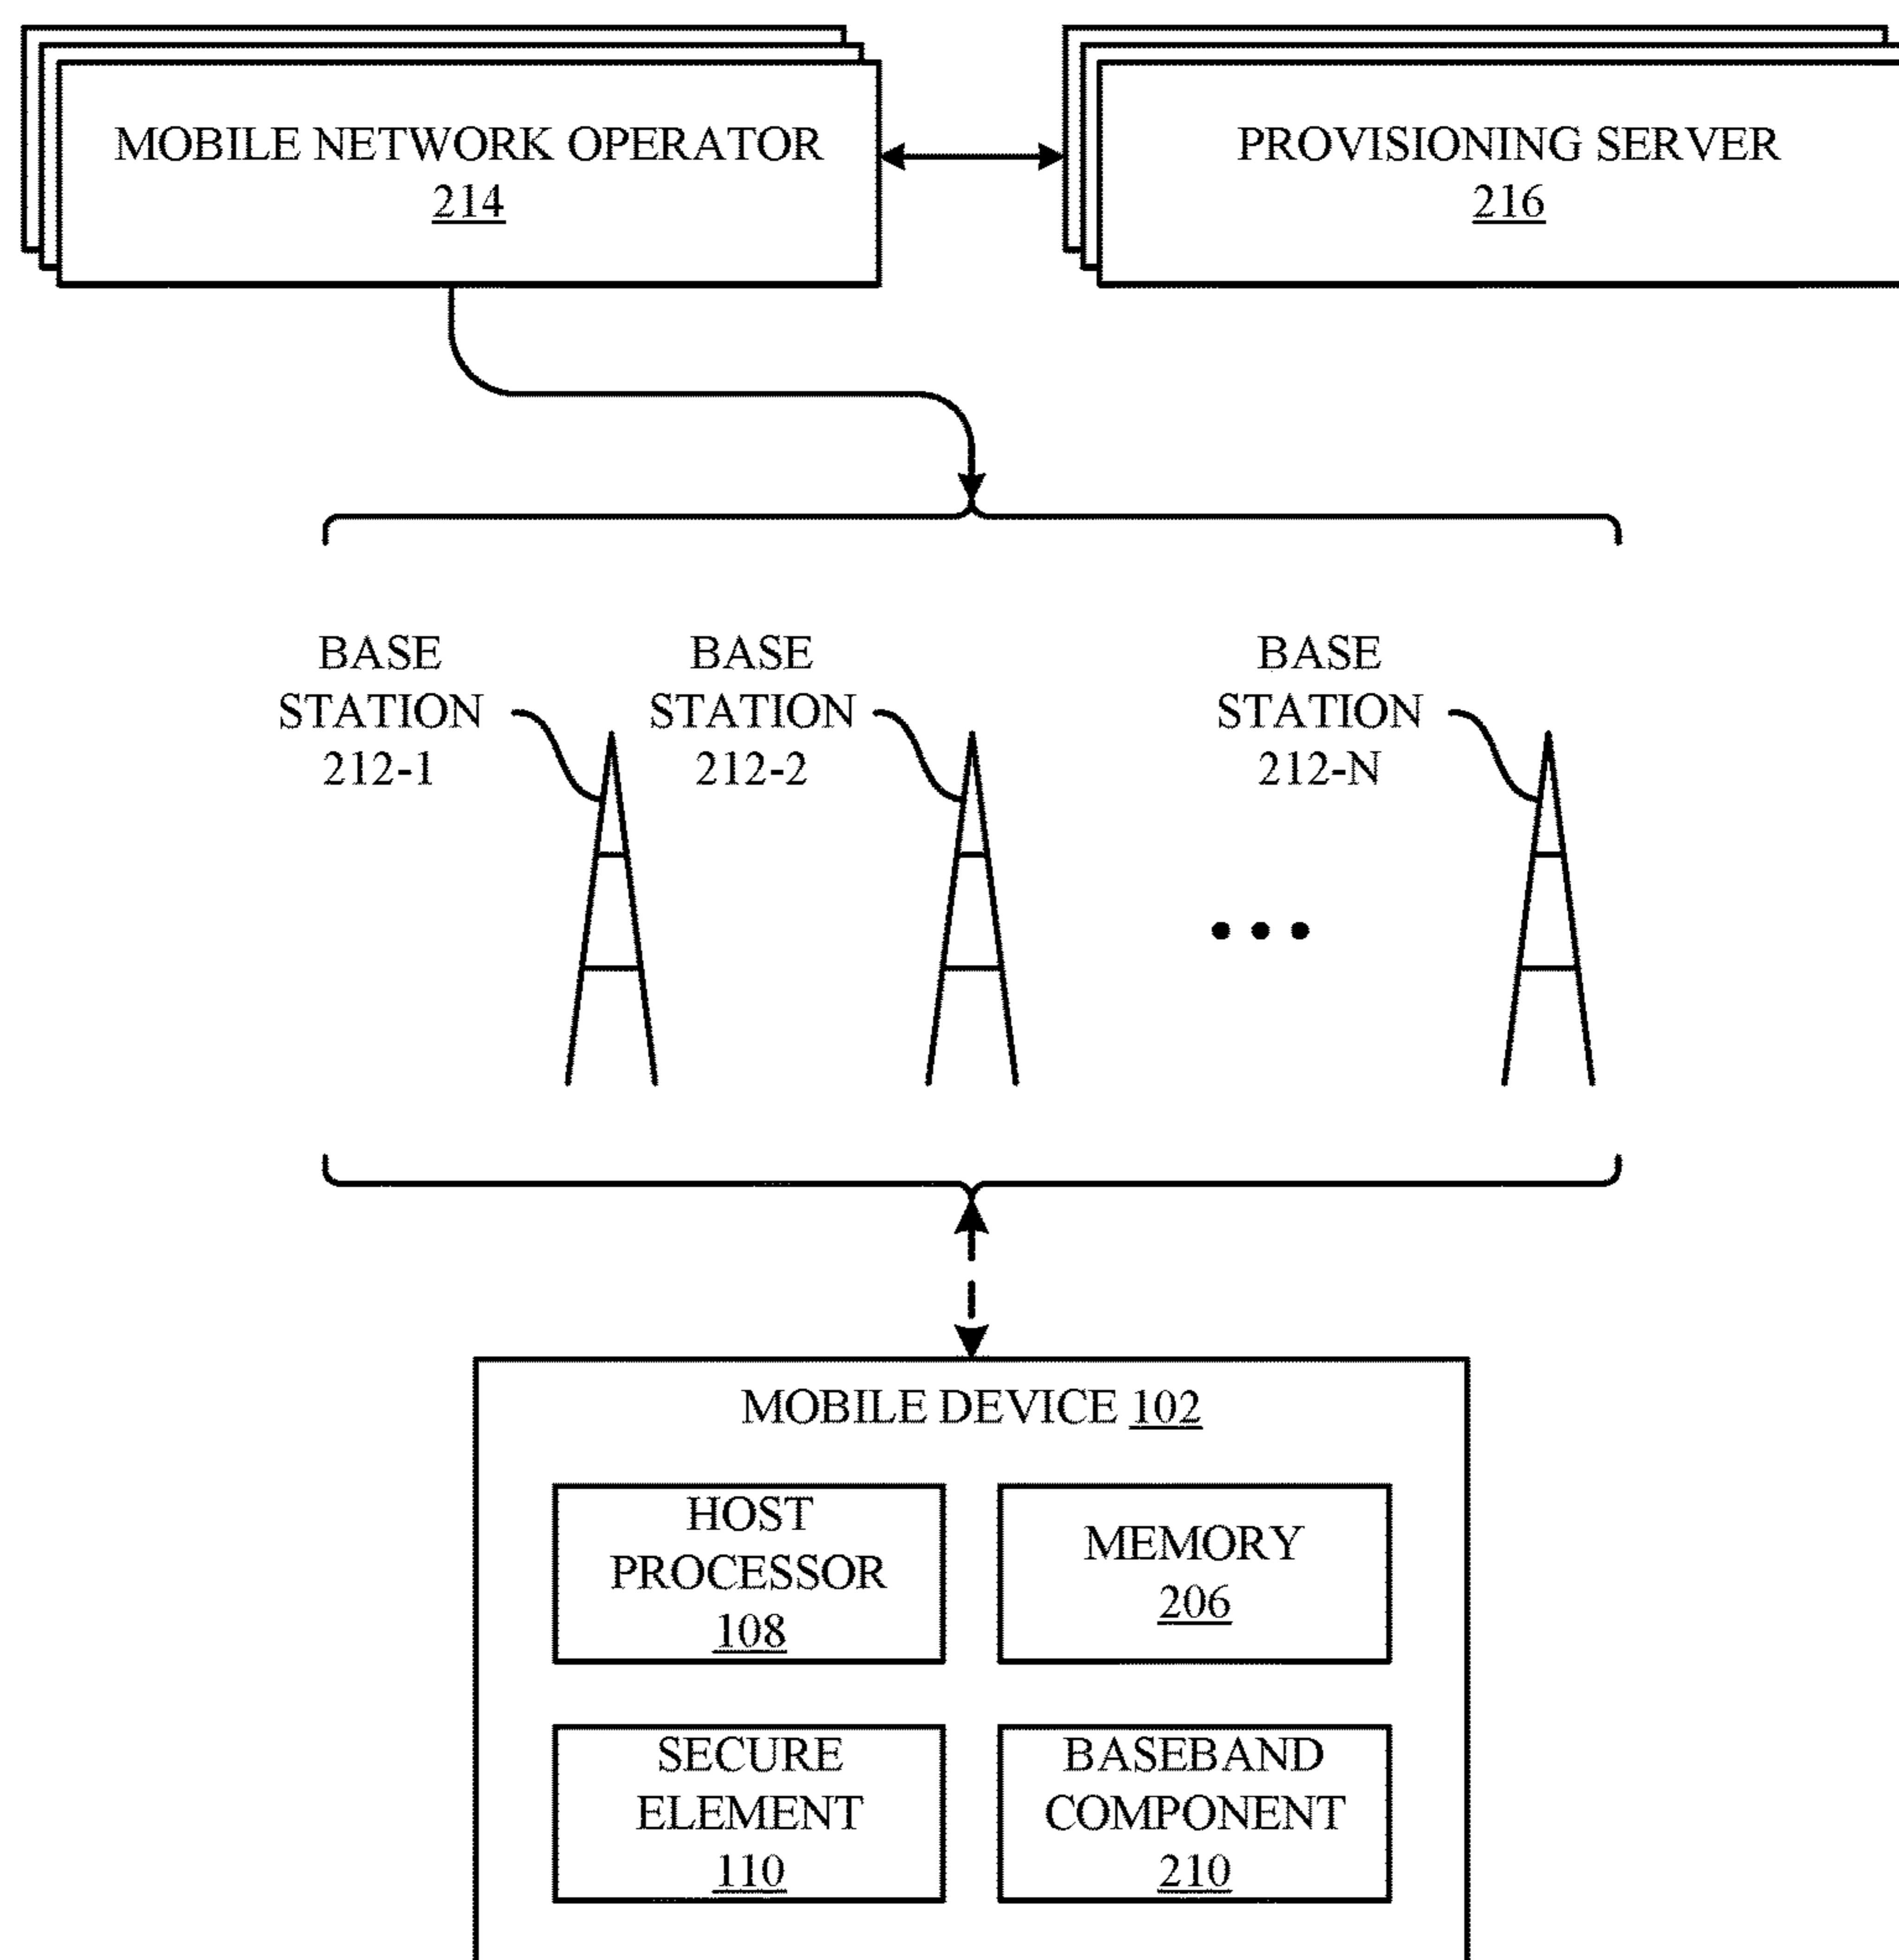 MOBILE NETWORK OPERATOR
214
PROVISIONING SERVER
216
BASE
STATION
212-1
BASE
STATION
212-2
BASE
STATION
212-N
MOBILE DEVICE 102
HOST
PROCESSOR
108
MEMORY
206
SECURE
ELEMENT
110
BASEBAND
COMPONENT
210